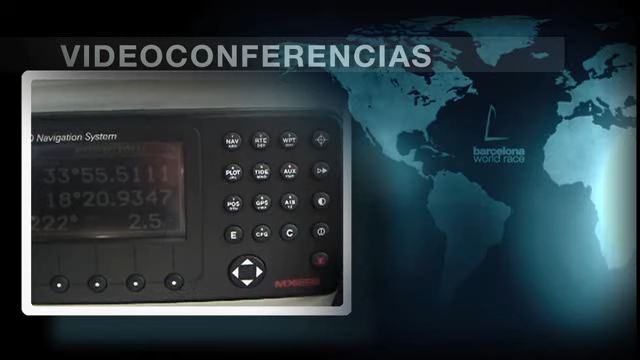 VIDEOCONFERENCIAS
Navigation System
33°55.5111
18°20.9347
222° 2.5
NAV RTE WPT
PLOT TIDE AUX
POS GPS AIS
E CFG C
barcelona
world race